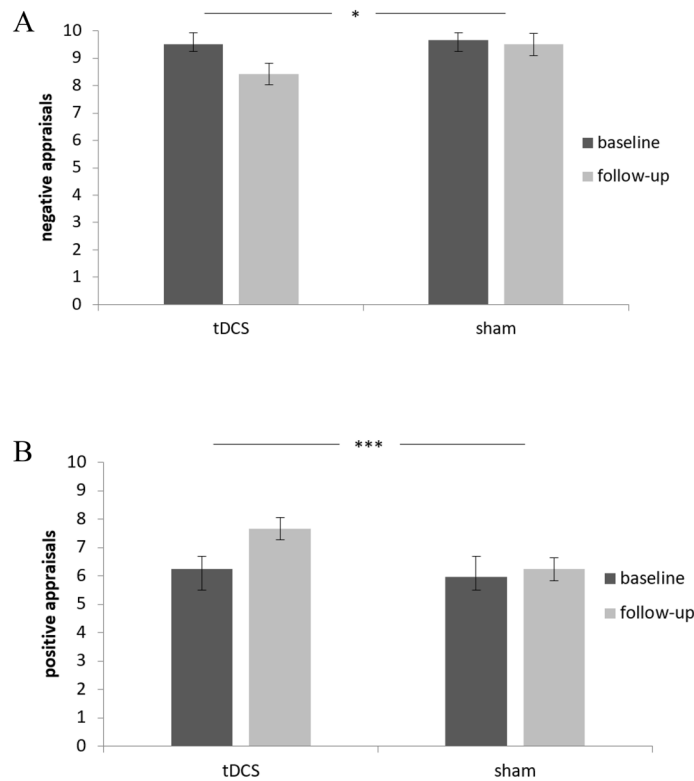 A
*
10
9
8
7
6
5
4
3
2
1
0
negative appraisals
baseline
follow-up
tDCS sham
B
***
10
9
8
7
6
5
4
3
2
1
0
positive appraisals
baseline
follow-up
tDCS sham